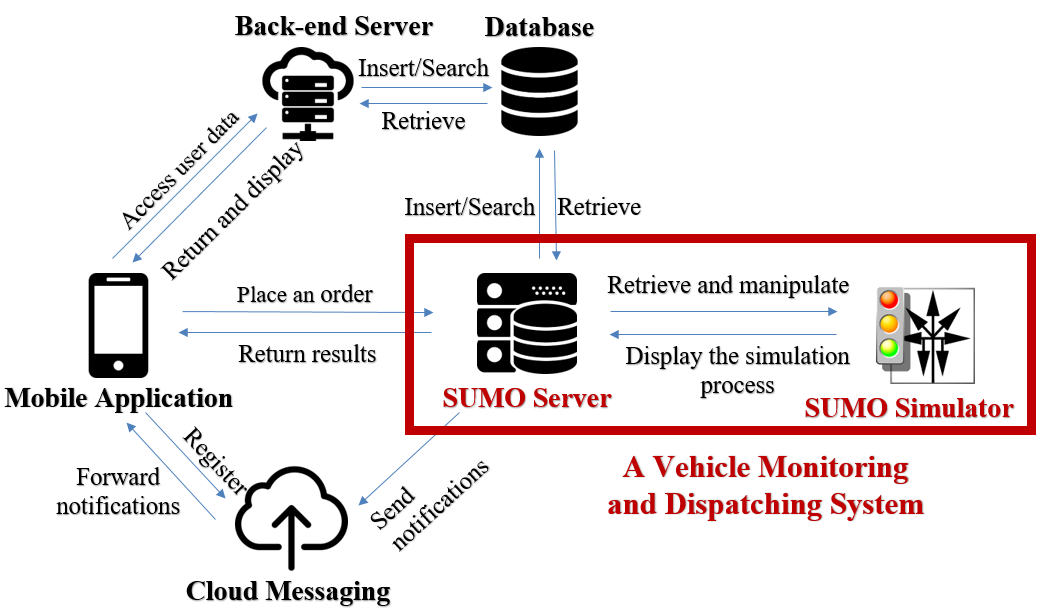 Back-end Server
Database
Insert/Search
Retrieve
Access user data
Return and display
Insert/Search
Retrieve
Place an order
Return results
Retrieve and manipulate
Display the simulation
process
Mobile Application
SUMO Server
SUMO Simulator
Register
Forward
notifications
Send
notifications
A Vehicle Monitoring
and Dispatching System
Cloud Messaging